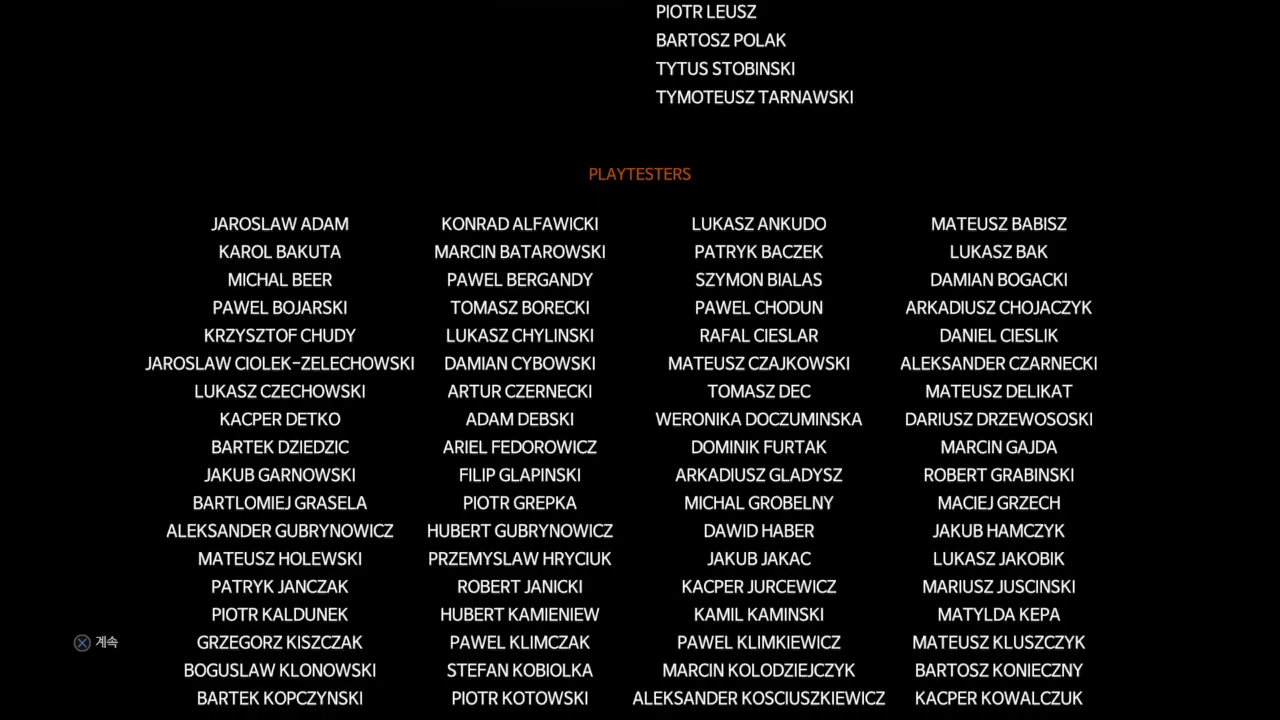 PIOTR LEUSZ
BARTOSZ POLAK
TYTUS STOBINSKI
TYMOTEUSZ TARNAWSKI
PLAYTESTERS
JAROSLAW ADAM KONRAD ALFAWICKI LUKASZ ANKUDO MATEUSZ BABISZ
KAROL BAKUTA MARCIN BATAROWSKI PATRYK BACZEK LUKASZ BAK
MICHAL BEER PAWEL BERGANDY SZYMON BIALAS DAMIAN BOGACKI
PAWEL BOJARSKI TOMASZ BORECKI PAWEL CHODUN ARKADIUSZ CHOJACZYK
KRZYSZTOF CHUDY LUKASZ CHYLINSKI RAFAL CIESLAR DANIEL CIESLIK
JAROSLAW CIOLEK-ZELECHOWSKI DAMIAN CYBOWSKI MATEUSZ CZAJKOWSKI ALEKSANDER CZARNECKI
LUKASZ CZECHOWSKI ARTUR CZERNECKI TOMASZ DEC MATEUSZ DELIKAT
KACPER DETKO ADAM DEBSKI WERONIKA DOCZUMINSKA DARIUSZ DRZEWOSOSKI
BARTEK DZIEDZIC ARIEL FEDOROWICZ DOMINIK FURTAK MARCIN GAJDA
JAKUB GARNOWSKI FILIP GLAPINSKI ARKADIUSZ GLADYSZ ROBERT GRABINSKI
BARTLOMIEJ GRASELA PIOTR GREPKA MICHAL GROBELNY MACIEJ GRZECH
ALEKSANDER GUBRYNOWICZ HUBERT GUBRYNOWICZ DAWID HABER JAKUB HAMCZYK
MATEUSZ HOLEWSKI PRZEMYSLAW HRYCIUK JAKUB JAKAC LUKASZ JAKOBIK
PATRYK JANCZAK ROBERT JANICKI KACPER JURCEWICZ MARIUSZ JUSCINSKI
PIOTR KALDUNEK HUBERT KAMIENIEW KAMIL KAMINSKI MATYLDA KEPA
계속 GRZEGORZ KISZCZAK PAWEL KLIMCZAK PAWEL KLIMKIEWICZ MATEUSZ KLUSZCZYK
BOGUSLAW KLONOWSKI STEFAN KOBIOLKA MARCIN KOLODZIEJCZYK BARTOSZ KONIECZNY
BARTEK KOPCZYNSKI PIOTR KOTOWSKI ALEKSANDER KOSCIUSZKIEWICZ KACPER KOWALCZUK